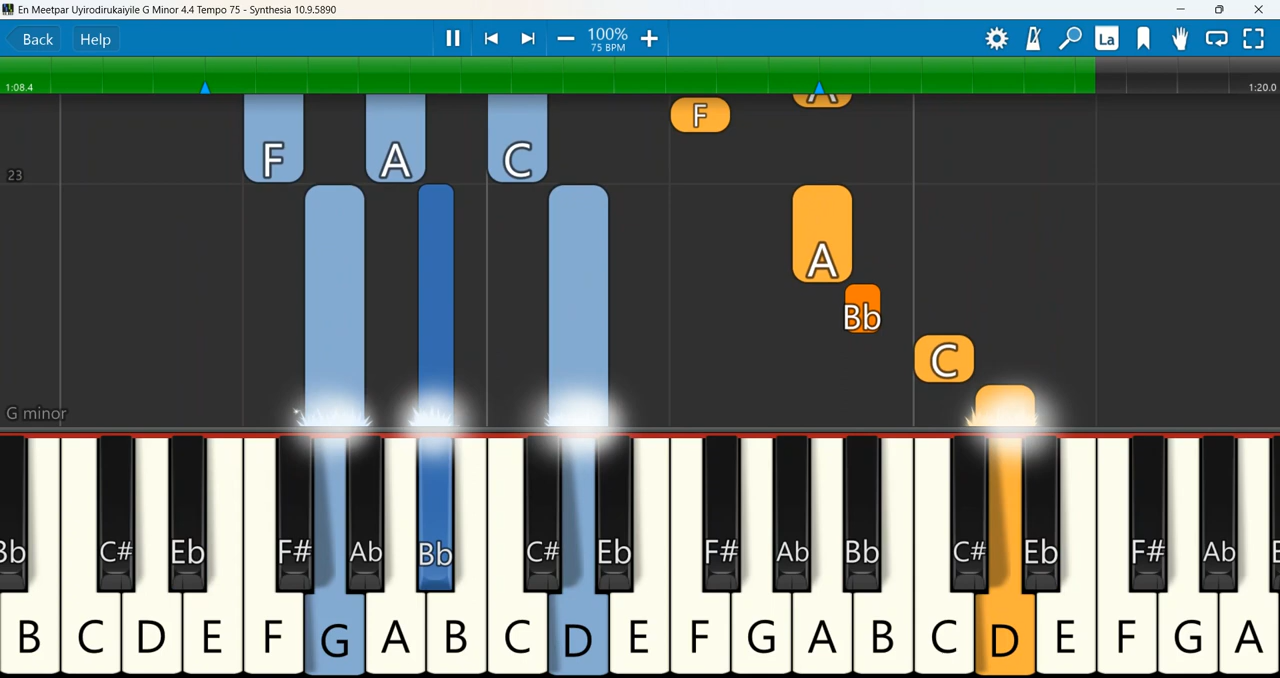 En Meetpar Uyirodirukaiyile G Minor 4.4 Tempo 75 - Synthesia 10.9.5890
Back Help 100% La
75 BPM
1:08.4 1:20.0
F A
F A C
23
A
Bb
C
G minor
Bb C# Eb F# Ab Bb C# Eb F# Ab Bb C# Eb F# Ab
B C D E F G A B C D E F G A B C D E F G A